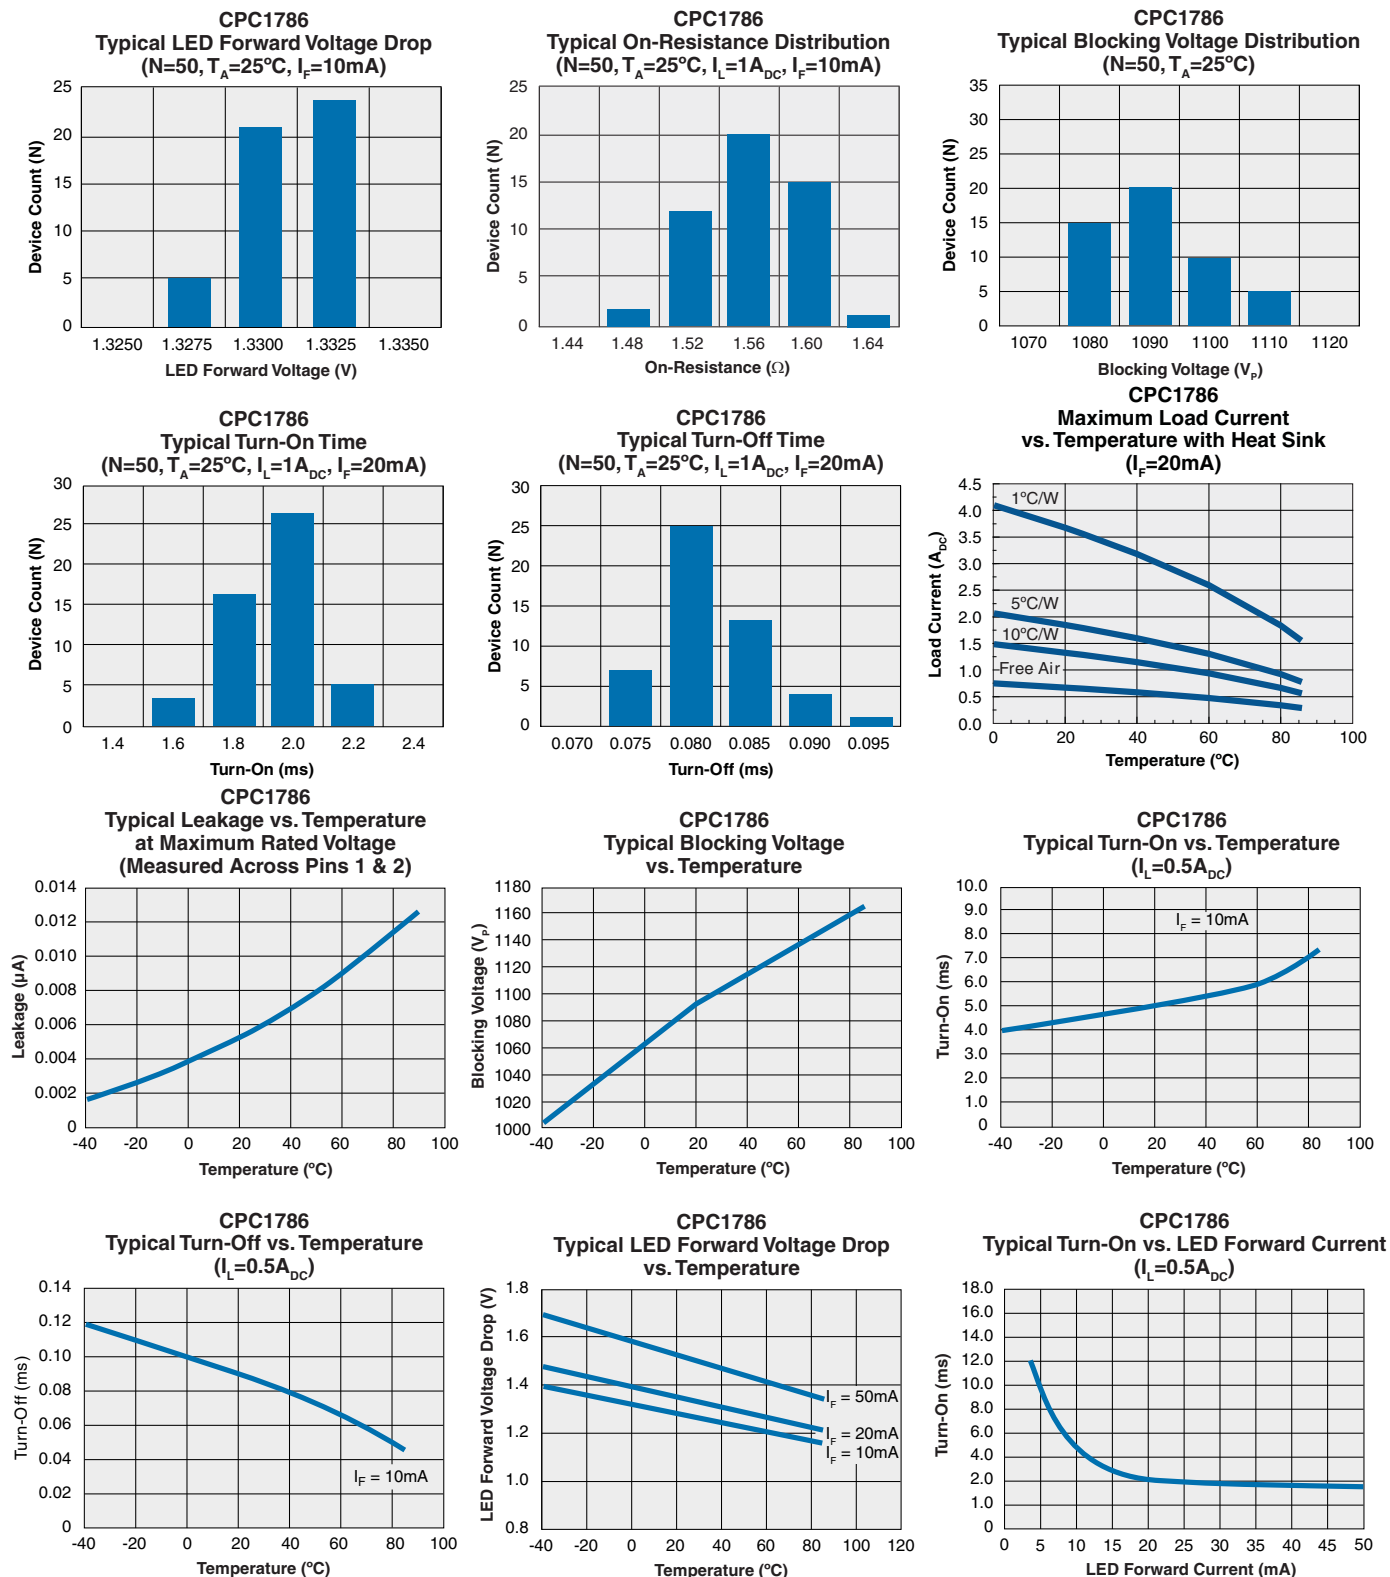 CPC1786
Typical LED Forward Voltage Drop
(N=50, TA=25ºC, IF=10mA)
25
20
15
10
5
0
Device Count (N)
1.3250 1.3275 1.3300 1.3325 1.3350
LED Forward Voltage (V)
CPC1786
Typical On-Resistance Distribution
(N=50, TA=25ºC, IL=1ADC, IF=10mA)
25
20
15
10
5
0
Device Count (N)
1.44 1.48 1.52 1.56 1.60 1.64
On-Resistance (Ω)
CPC1786
Typical Blocking Voltage Distribution
(N=50, TA=25ºC)
35
30
25
20
15
10
5
0
Device Count (N)
1070 1080 1090 1100 1110 1120
Blocking Voltage (VP)
CPC1786
Typical Turn-On Time
(N=50, TA=25ºC, IL=1ADC, IF=20mA)
30
25
20
15
10
5
0
Device Count (N)
1.4 1.6 1.8 2.0 2.2 2.4
Turn-On (ms)
CPC1786
Typical Turn-Off Time
(N=50, TA=25ºC, IL=1ADC, IF=20mA)
30
25
20
15
10
5
0
Device Count (N)
0.070 0.075 0.080 0.085 0.090 0.095
Turn-Off (ms)
CPC1786
Maximum Load Current
vs. Temperature with Heat Sink
(IF=20mA)
4.5
4.0
3.5
3.0
2.5
2.0
1.5
1.0
0.5
0.0
Load Current (ADC)
1ºC/W
5ºC/W
10ºC/W
Free Air
0 20 40 60 80 100
Temperature (ºC)
CPC1786
Typical Leakage vs. Temperature
at Maximum Rated Voltage
(Measured Across Pins 1 & 2)
0.014
0.012
0.010
0.008
0.006
0.004
0.002
0
Leakage (µA)
-40 -20 0 20 40 60 80 100
Temperature (ºC)
CPC1786
Typical Blocking Voltage
vs. Temperature
1180
1160
1140
1120
1100
1080
1060
1040
1020
1000
Blocking Voltage (VP)
-40 -20 0 20 40 60 80 100
Temperature (ºC)
CPC1786
Typical Turn-On vs. Temperature
(IL=0.5ADC)
10.0
9.0
8.0
7.0
6.0
5.0
4.0
3.0
2.0
1.0
0
Turn-On (ms)
IF = 10mA
-40 -20 0 20 40 60 80 100
Temperature (ºC)
CPC1786
Typical Turn-Off vs. Temperature
(IL=0.5ADC)
0.14
0.12
0.10
0.08
0.06
0.04
0.02
0
Turn-Off (ms)
IF = 10mA
-40 -20 0 20 40 60 80 100
Temperature (ºC)
CPC1786
Typical LED Forward Voltage Drop
vs. Temperature
1.8
1.6
1.4
1.2
1.0
0.8
LED Forward Voltage Drop (V)
IF = 50mA
IF = 20mA
IF = 10mA
-40 -20 0 20 40 60 80 100 120
Temperature (ºC)
CPC1786
Typical Turn-On vs. LED Forward Current
(IL=0.5ADC)
18.0
16.0
14.0
12.0
10.0
8.0
4.0
2.0
1.0
0
Turn-On (ms)
0 5 10 15 20 25 30 35 40 45 50
LED Forward Current (mA)